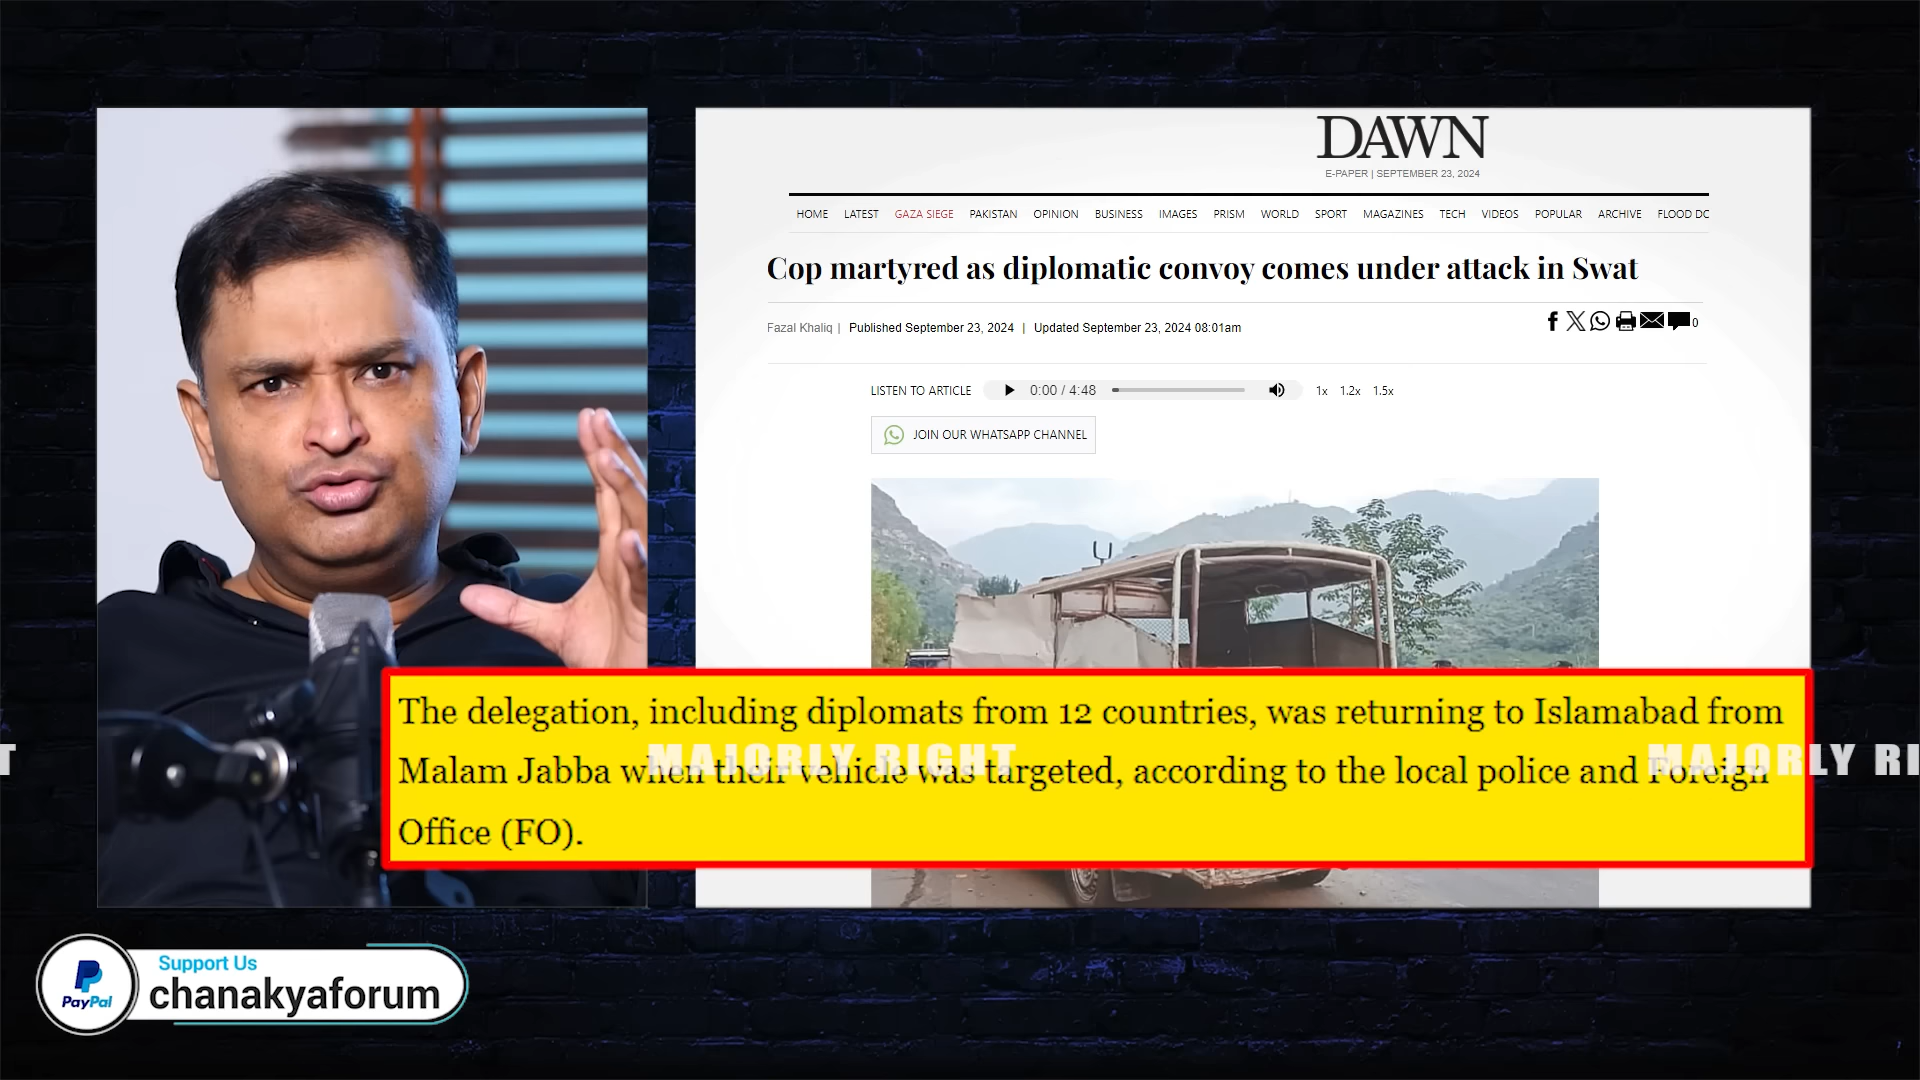 DAWN
E-PAPER | SEPTEMBER 23, 2024
HOME LATEST GAZA SIEGE PAKISTAN OPINION BUSINESS IMAGES PRISM WORLD SPORT MAGAZINES TECH VIDEOS POPULAR ARCHIVE FLOOD DO
Cop martyred as diplomatic convoy comes under attack in Swat
Fazal Khaliq | Published September 23, 2024 | Updated September 23, 2024 08:01am
0
LISTEN TO ARTICLE 0:00 / 4:48 1x 1.2x 1.5x
JOIN OUR WHATSAPP CHANNEL
The delegation, including diplomats from 12 countries, was returning to Islamabad from
T MAJORLY RIGHT MAJORLY RI
Malam Jabba when their vehicle was targeted, according to the local police and Foreign
Office (FO).
Support Us
PayPal chanakyaforum